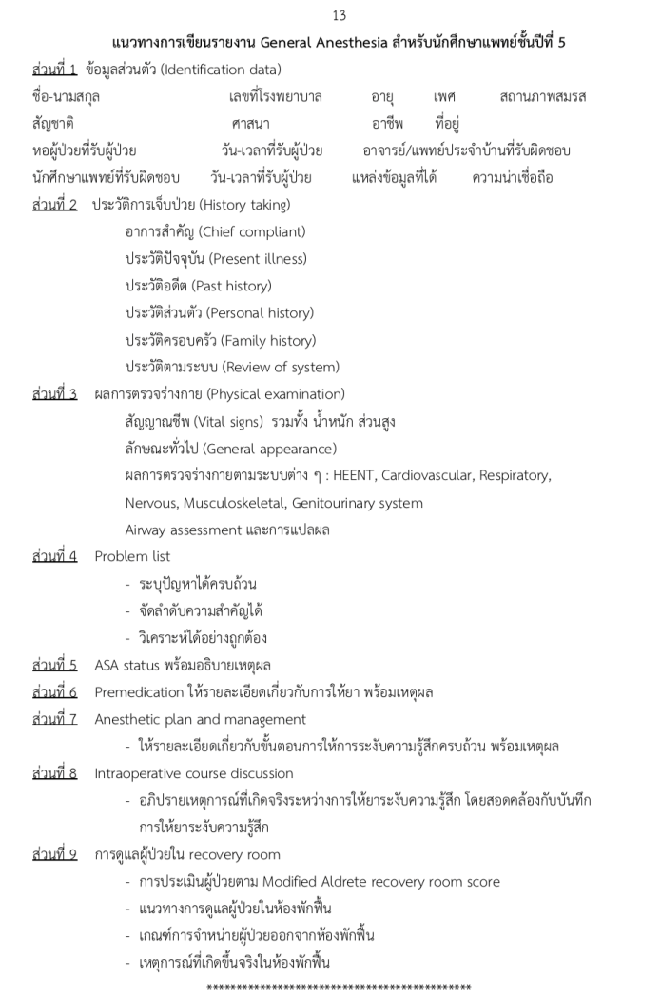 13
แนวทางการเขียนรายงาน General Anesthesia สำหรับนักศึกษาแพทย์ชั้นปีที่ 5
ส่วนที่ 1 ข้อมูลส่วนตัว (Identification data)
ชื่อ-นามสกุล เลขที่โรงพยาบาล อายุ เพศ สถานภาพสมรส
สัญชาติ ศาสนา อาชีพ ที่อยู่
หอผู้ป่วยที่รับผู้ป่วย วัน-เวลาที่รับผู้ป่วย อาจารย์/แพทย์ประจำบ้านที่รับผิดชอบ
นักศึกษาแพทย์ที่รับผิดชอบ วัน-เวลาที่รับผู้ป่วย แหล่งข้อมูลที่ได้ ความน่าเชื่อถือ
ส่วนที่ 2 ประวัติการเจ็บป่วย (History taking)
อาการสำคัญ (Chief compliant)
ประวัติปัจจุบัน (Present illness)
ประวัติอดีต (Past history)
ประวัติส่วนตัว (Personal history)
ประวัติครอบครัว (Family history)
ประวัติตามระบบ (Review of system)
ส่วนที่ 3 ผลการตรวจร่างกาย (Physical examination)
สัญญาณชีพ (Vital signs) รวมทั้ง น้ำหนัก ส่วนสูง
ลักษณะทั่วไป (General appearance)
ผลการตรวจร่างกายตามระบบต่าง ๆ : HEENT, Cardiovascular, Respiratory,
Nervous, Musculoskeletal, Genitourinary system
Airway assessment และการแปลผล
ส่วนที่ 4 Problem list
- ระบุปัญหาได้ครบถ้วน
- จัดลำดับความสำคัญได้
- วิเคราะห์ได้อย่างถูกต้อง
ส่วนที่ 5 ASA status พร้อมอธิบายเหตุผล
ส่วนที่ 6 Premedication ให้รายละเอียดเกี่ยวกับการให้ยา พร้อมเหตุผล
ส่วนที่ 7 Anesthetic plan and management
- ให้รายละเอียดเกี่ยวกับขั้นตอนการให้การระงับความรู้สึกครบถ้วน พร้อมเหตุผล
ส่วนที่ 8 Intraoperative course discussion
- อภิปรายเหตุการณ์ที่เกิดจริงระหว่างการให้ยาระงับความรู้สึก โดยสอดคล้องกับบันทึก
การให้ยาระงับความรู้สึก
ส่วนที่ 9 การดูแลผู้ป่วยใน recovery room
- การประเมินผู้ป่วยตาม Modified Aldrete recovery room score
- แนวทางการดูแลผู้ป่วยในห้องพักฟื้น
- เกณฑ์การจำหน่ายผู้ป่วยออกจากห้องพักฟื้น
- เหตุการณ์ที่เกิดขึ้นจริงในห้องพักฟื้น
*********************************************